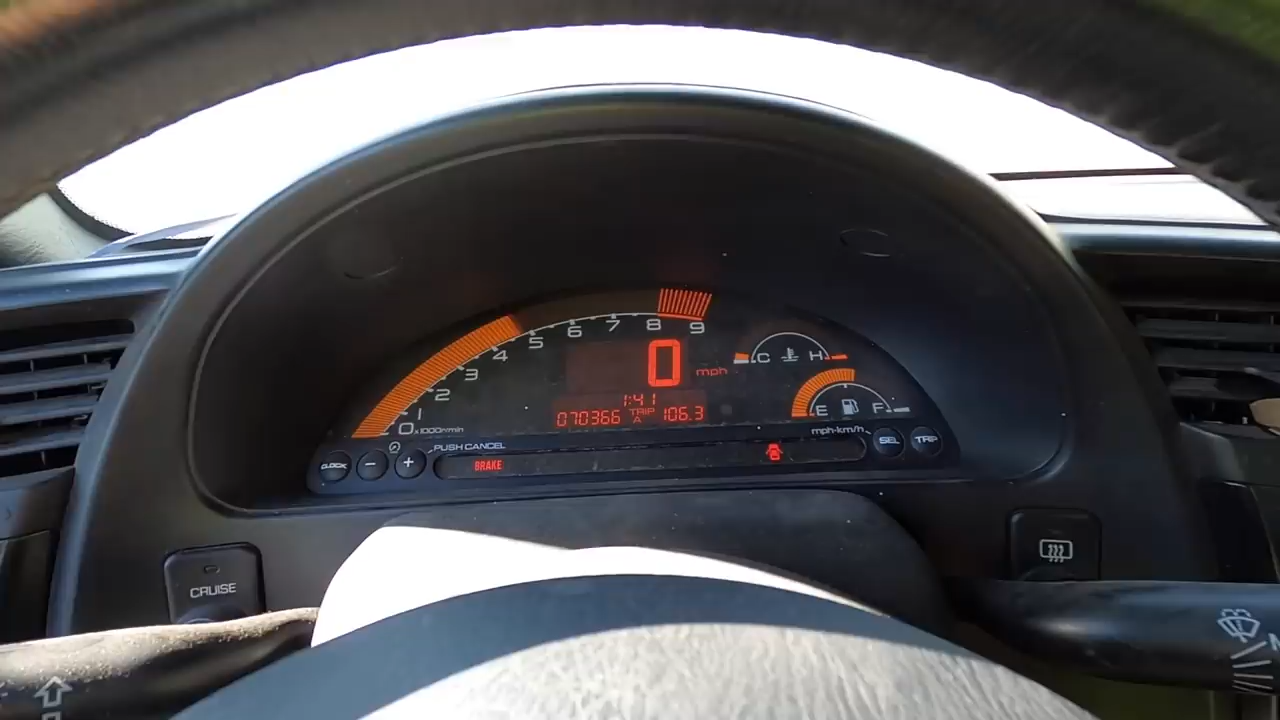 0 1 2 3 4 5 6 7 8 9
x1000r/min
0 mph
C H
1:41
070366 TRIP A 106.3
E F
mph·km/h
PUSH CANCEL
CLOCK - +
SEL TRP
BRAKE
CRUISE